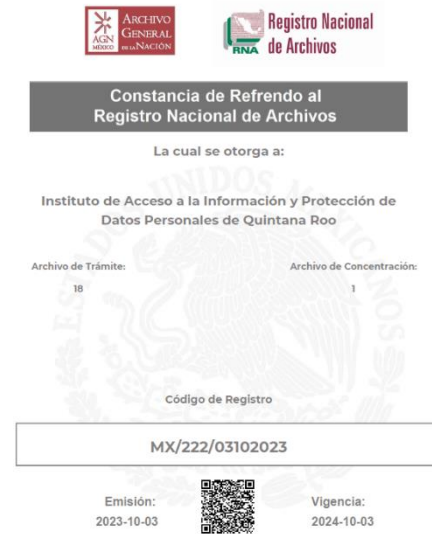 ARCHIVO
GENERAL
DE LA NACIÓN
AGN
MÉXICO
Registro Nacional
de Archivos
RNA
Constancia de Refrendo al
Registro Nacional de Archivos
La cual se otorga a:
Instituto de Acceso a la Información y Protección de
Datos Personales de Quintana Roo
ESTADOS UNIDOS MEXICANOS
Archivo de Trámite:
18
Archivo de Concentración:
1
Código de Registro
MX/222/03102023
Emisión:
2023-10-03
Vigencia:
2024-10-03